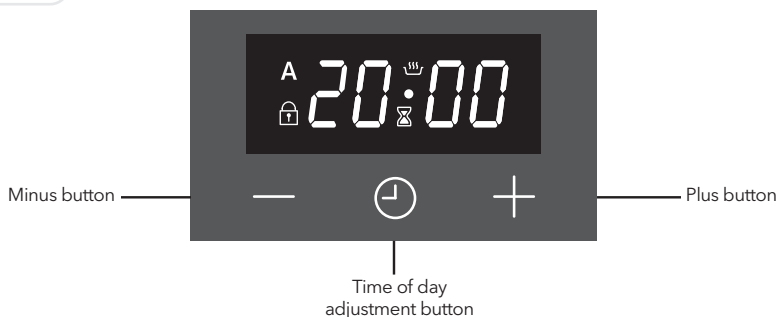 A 20:00
Minus button
Plus button
Time of day
adjustment button